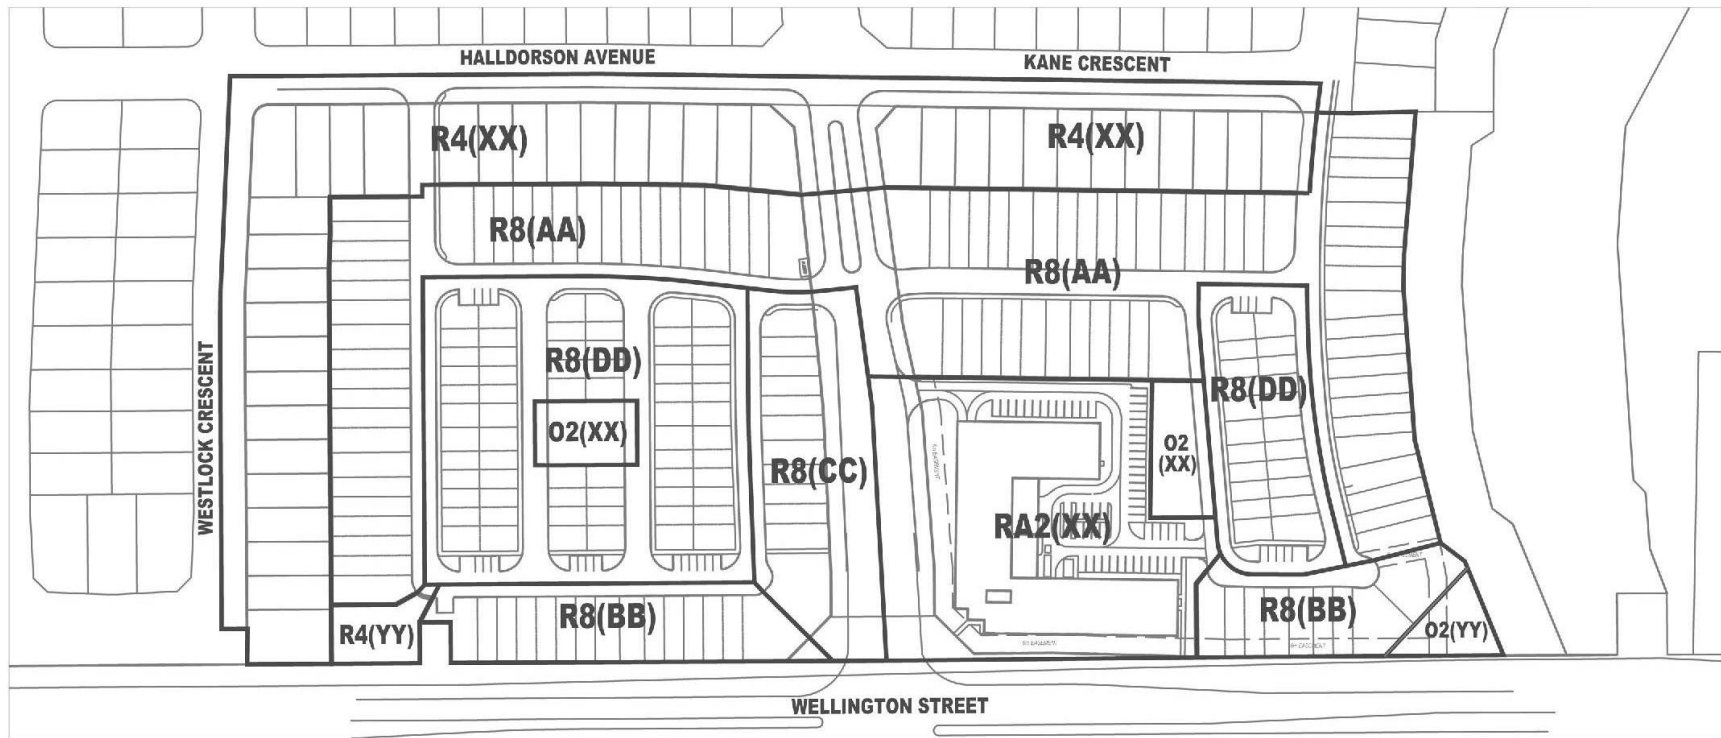 HALLDORSON AVENUE
KANE CRESCENT
R4(XX)
R4(XX)
R8(AA)
R8(AA)
WESTLOCK CRESCENT
R8(DD)
R8(DD)
O2(XX)
O2
(XX)
R8(CC)
RA2(XX)
R8(BB)
R8(BB)
R4(YY)
O2(YY)
WELLINGTON STREET